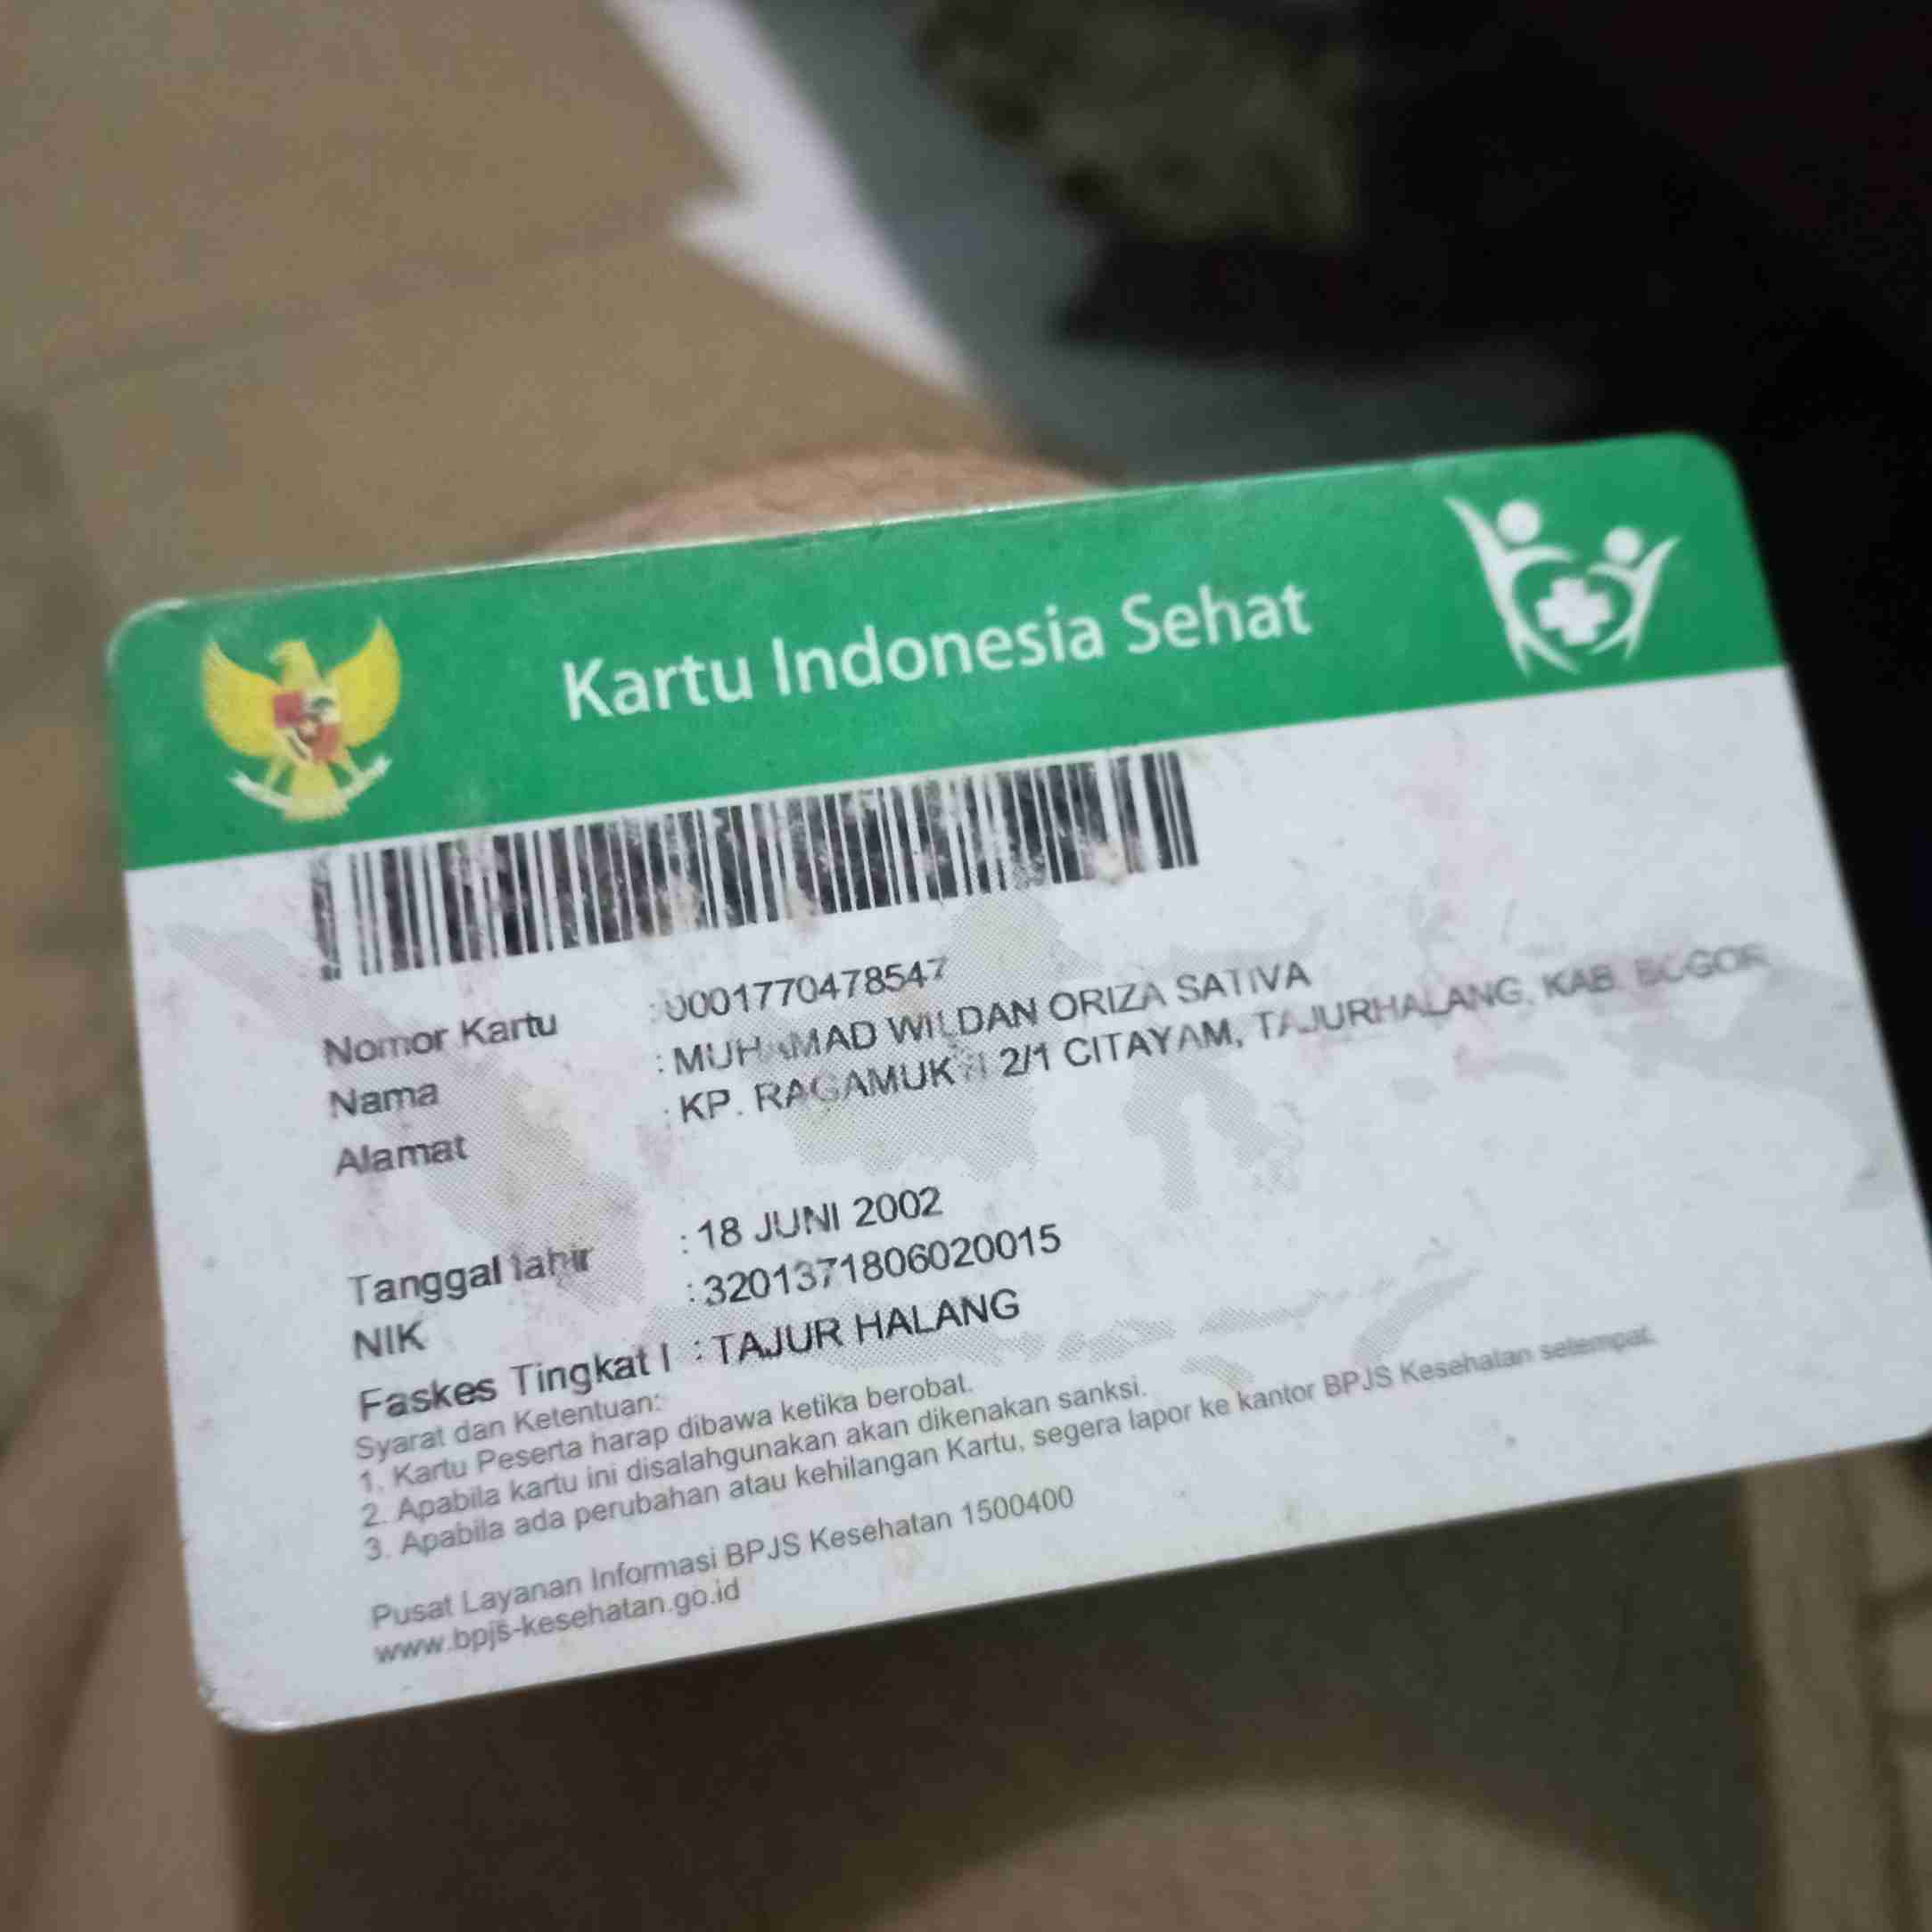 Kartu Indonesia Sehat
Nomor Kartu : 0001770478547
Nama : MUHAMAD WILDAN ORIZA SATIVA
Alamat : KP. RAGAMUKTI 2/1 CITAYAM, TAJURHALANG, KAB. BOGOR
Tanggal lahir : 18 JUNI 2002
NIK : 3201371806020015
Faskes Tingkat I : TAJUR HALANG
Syarat dan Ketentuan:
1. Kartu Peserta harap dibawa ketika berobat.
2. Apabila kartu ini disalahgunakan akan dikenakan sanksi.
3. Apabila ada perubahan atau kehilangan Kartu, segera lapor ke kantor BPJS Kesehatan setempat.
Pusat Layanan Informasi BPJS Kesehatan 1500400
www.bpjs-kesehatan.go.id